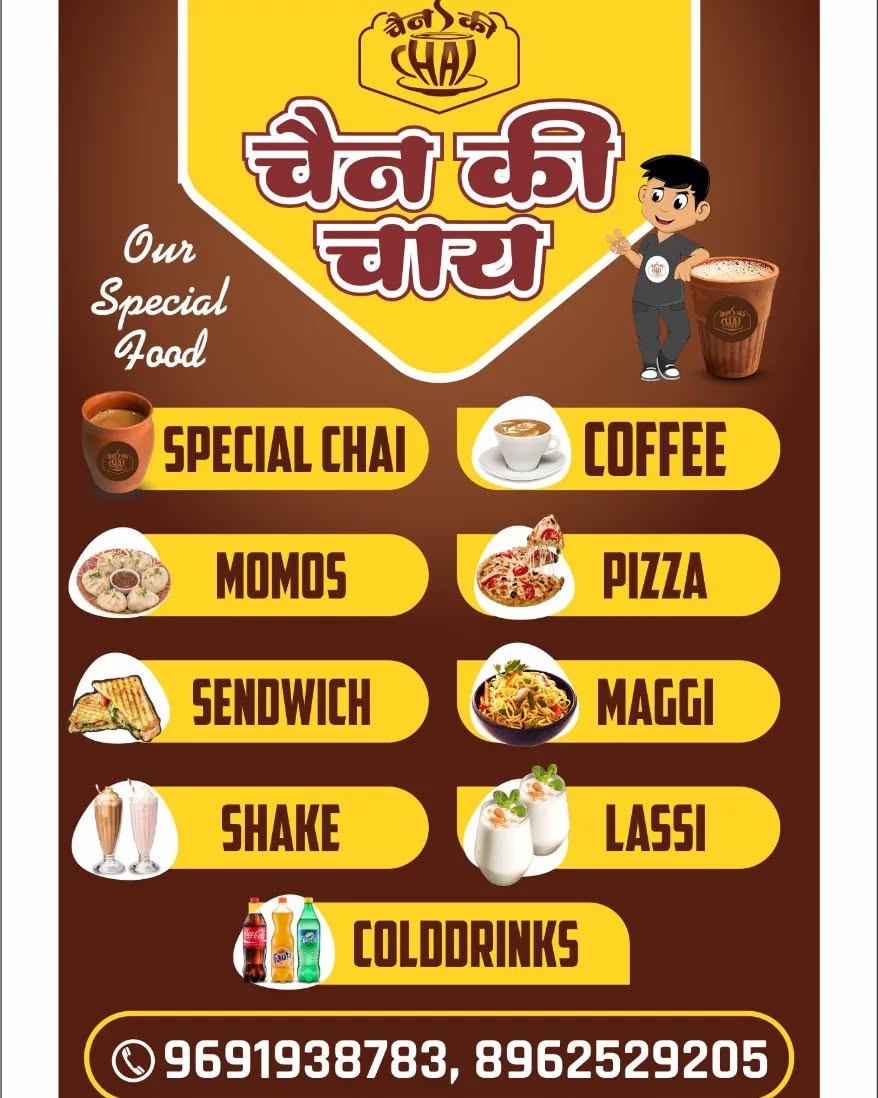 चैन की
CHAI
चैन की
चाय
Our
Special
Food
SPECIAL CHAI
COFFEE
MOMOS
PIZZA
SENDWICH
MAGGI
SHAKE
LASSI
COLDDRINKS
9691938783, 8962529205